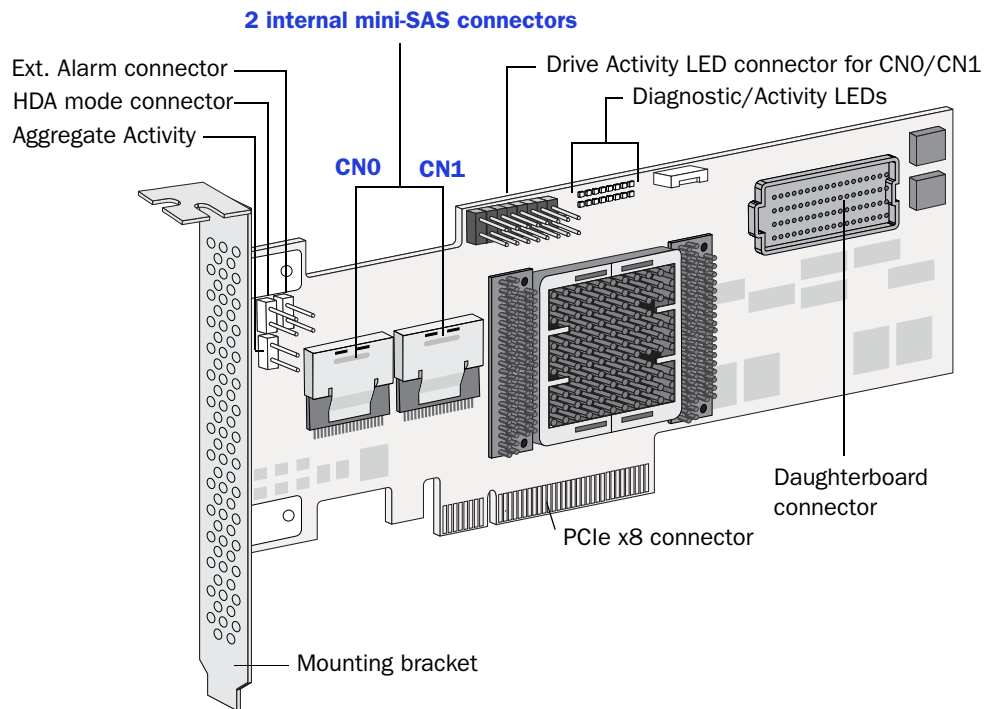 2 internal mini-SAS connectors
Ext. Alarm connector
HDA mode connector
Aggregate Activity
Drive Activity LED connector for CN0/CN1
Diagnostic/Activity LEDs
CN0
CN1
Daughterboard
connector
PCIe x8 connector
Mounting bracket